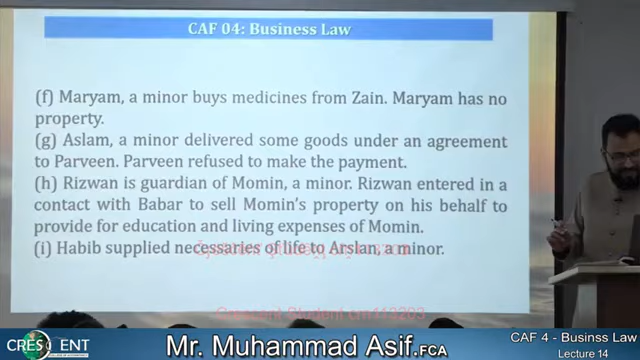 CAF 04: Business Law
(f) Maryam, a minor buys medicines from Zain. Maryam has no
property.
(g) Aslam, a minor delivered some goods under an agreement
to Parveen. Parveen refused to make the payment.
(h) Rizwan is guardian of Momin, a minor. Rizwan entered in a
contact with Babar to sell Momin's property on his behalf to
provide for education and living expenses of Momin.
(i) Habib supplied necessaries of life to Arslan, a minor.
CRESCENT
Mr. Muhammad Asif.FCA
CAF 4 - Businss Law
Lecture 14